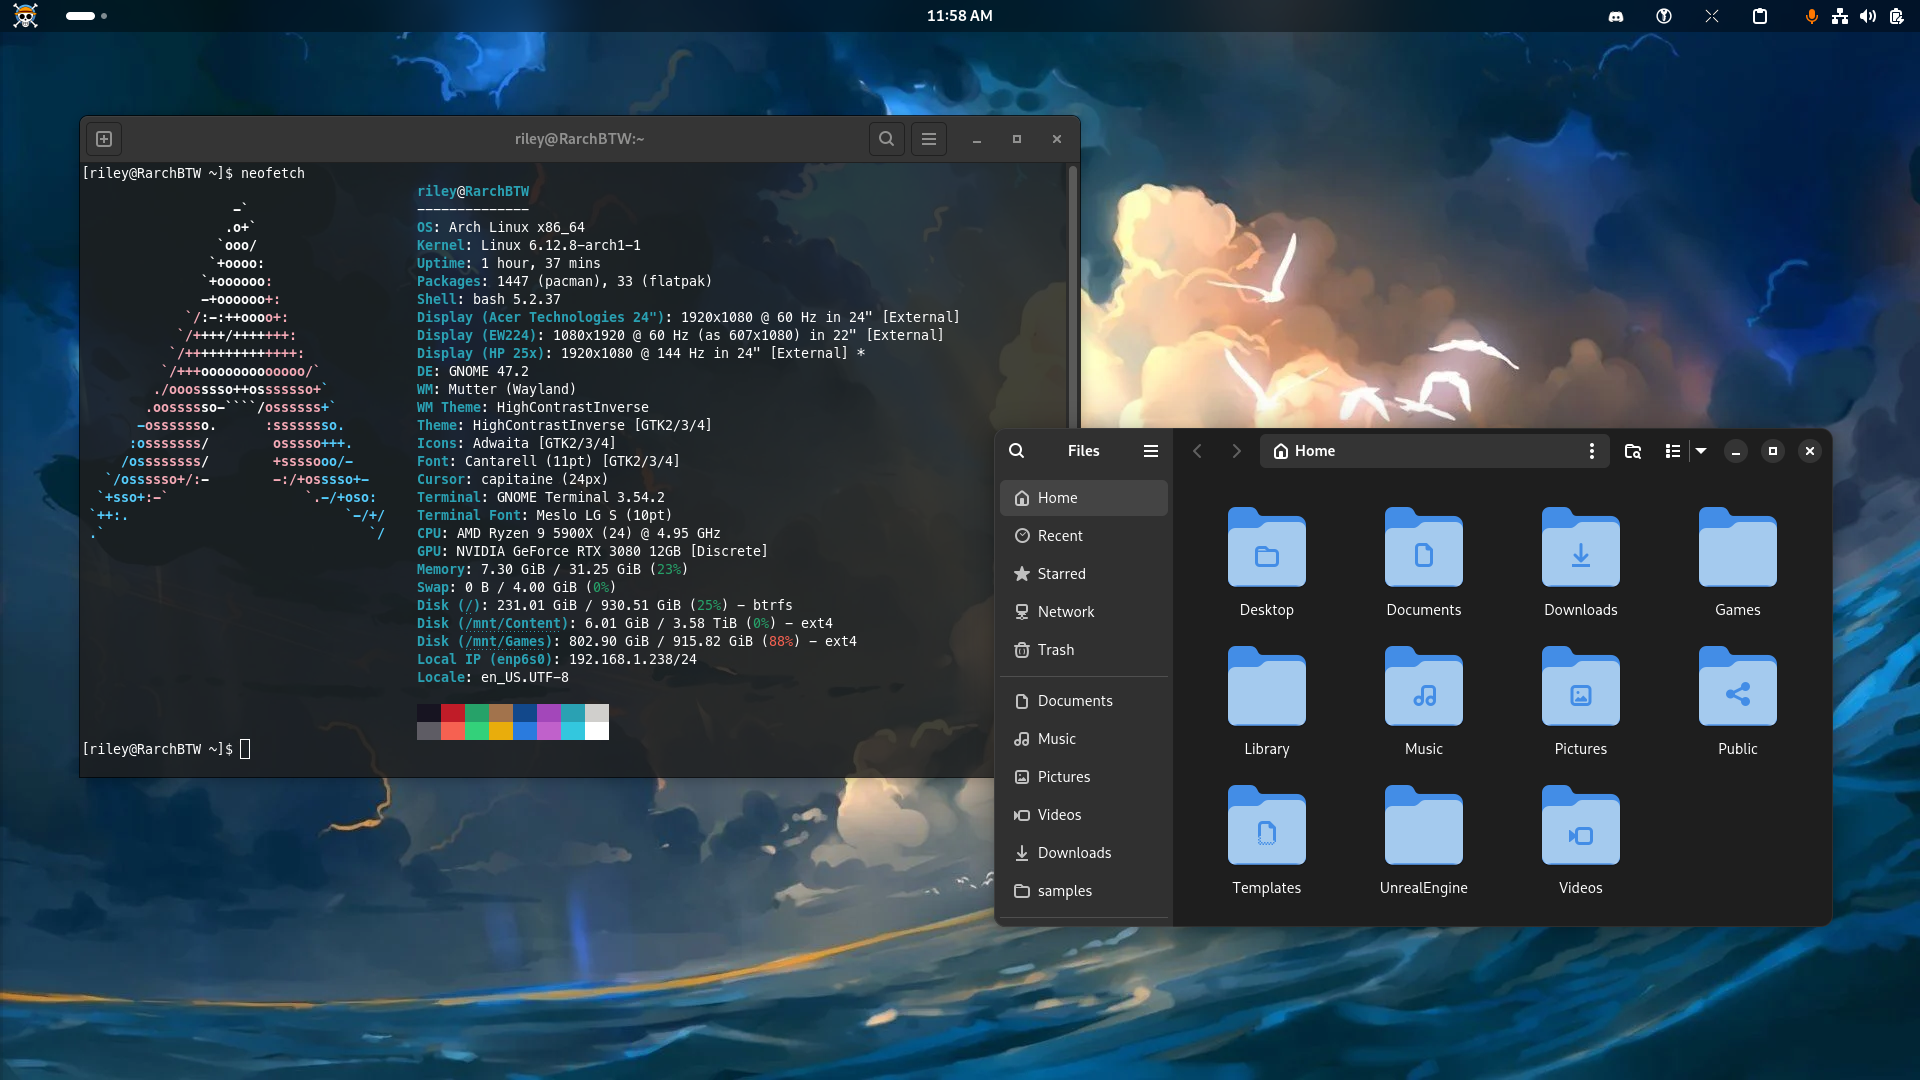 11:58 AM
riley@RarchBTW:~
[riley@RarchBTW ~]$ neofetch
riley@RarchBTW
--------------
OS: Arch Linux x86_64
Kernel: Linux 6.12.8-arch1-1
Uptime: 1 hour, 37 mins
Packages: 1447 (pacman), 33 (flatpak)
Shell: bash 5.2.37
Display (Acer Technologies 24"): 1920x1080 @ 60 Hz in 24" [External]
Display (EW224): 1080x1920 @ 60 Hz (as 607x1080) in 22" [External]
Display (HP 25x): 1920x1080 @ 144 Hz in 24" [External] *
DE: GNOME 47.2
WM: Mutter (Wayland)
WM Theme: HighContrastInverse
Theme: HighContrastInverse [GTK2/3/4]
Icons: Adwaita [GTK2/3/4]
Font: Cantarell (11pt) [GTK2/3/4]
Cursor: capitaine (24px)
Terminal: GNOME Terminal 3.54.2
Terminal Font: Meslo LG S (10pt)
CPU: AMD Ryzen 9 5900X (24) @ 4.95 GHz
GPU: NVIDIA GeForce RTX 3080 12GB [Discrete]
Memory: 7.30 GiB / 31.25 GiB (23%)
Swap: 0 B / 4.00 GiB (0%)
Disk (/): 231.01 GiB / 930.51 GiB (25%) - btrfs
Disk (/mnt/Content): 6.01 GiB / 3.58 TiB (0%) - ext4
Disk (/mnt/Games): 802.90 GiB / 915.82 GiB (88%) - ext4
Local IP (enp6s0): 192.168.1.238/24
Locale: en_US.UTF-8
[riley@RarchBTW ~]$
Files
Home
Recent
Starred
Network
Trash
Documents
Music
Pictures
Videos
Downloads
samples
Home
Desktop Documents Downloads Games
Library Music Pictures Public
Templates UnrealEngine Videos